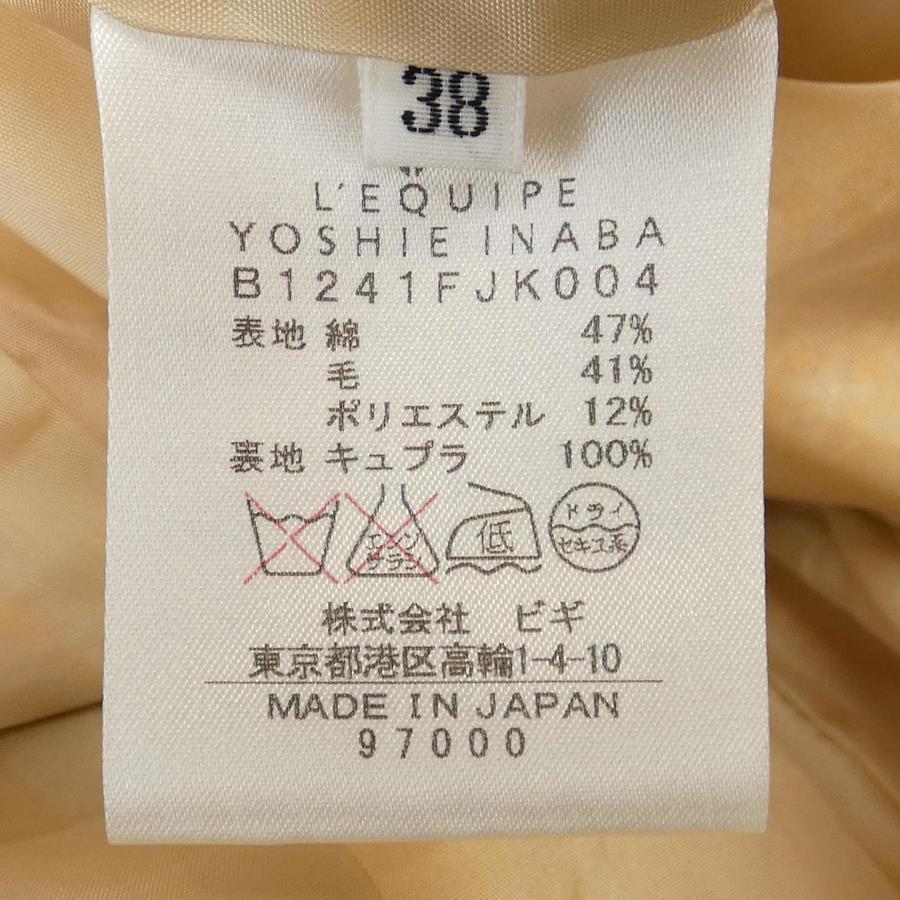 38
L'EQUIPE
YOSHIE INABA
B1241FJK004
表地 綿 47%
毛 41%
ポリエステル 12%
裏地 キュプラ 100%
エンソ サラシ 低 ドライ セキユ系
株式会社 ビギ
東京都港区高輪1-4-10
MADE IN JAPAN
97000